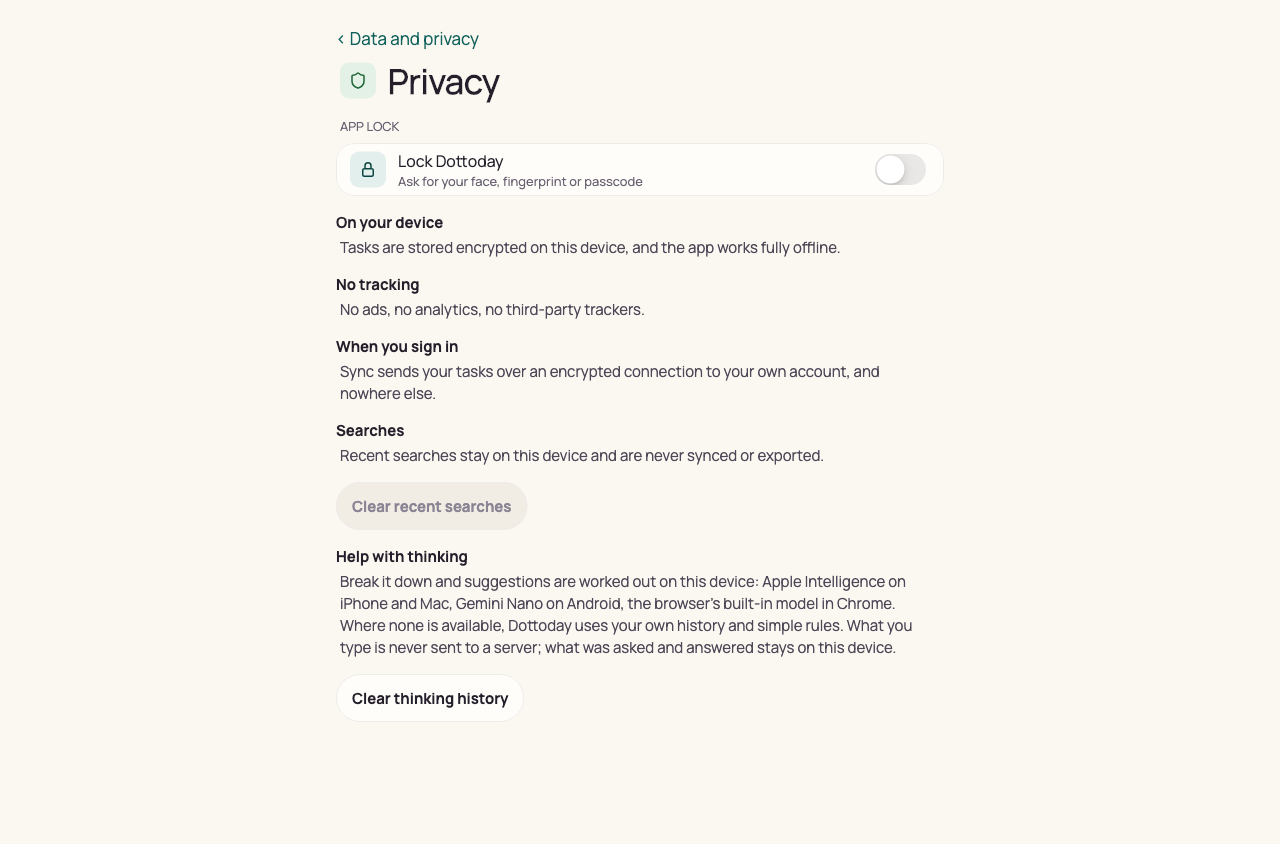 ‹ Data and privacy
Privacy
APP LOCK
Lock Dottoday
Ask for your face, fingerprint or passcode
On your device
Tasks are stored encrypted on this device, and the app works fully offline.
No tracking
No ads, no analytics, no third-party trackers.
When you sign in
Sync sends your tasks over an encrypted connection to your own account, and
nowhere else.
Searches
Recent searches stay on this device and are never synced or exported.
Clear recent searches
Help with thinking
Break it down and suggestions are worked out on this device: Apple Intelligence on
iPhone and Mac, Gemini Nano on Android, the browser's built-in model in Chrome.
Where none is available, Dottoday uses your own history and simple rules. What you
type is never sent to a server; what was asked and answered stays on this device.
Clear thinking history